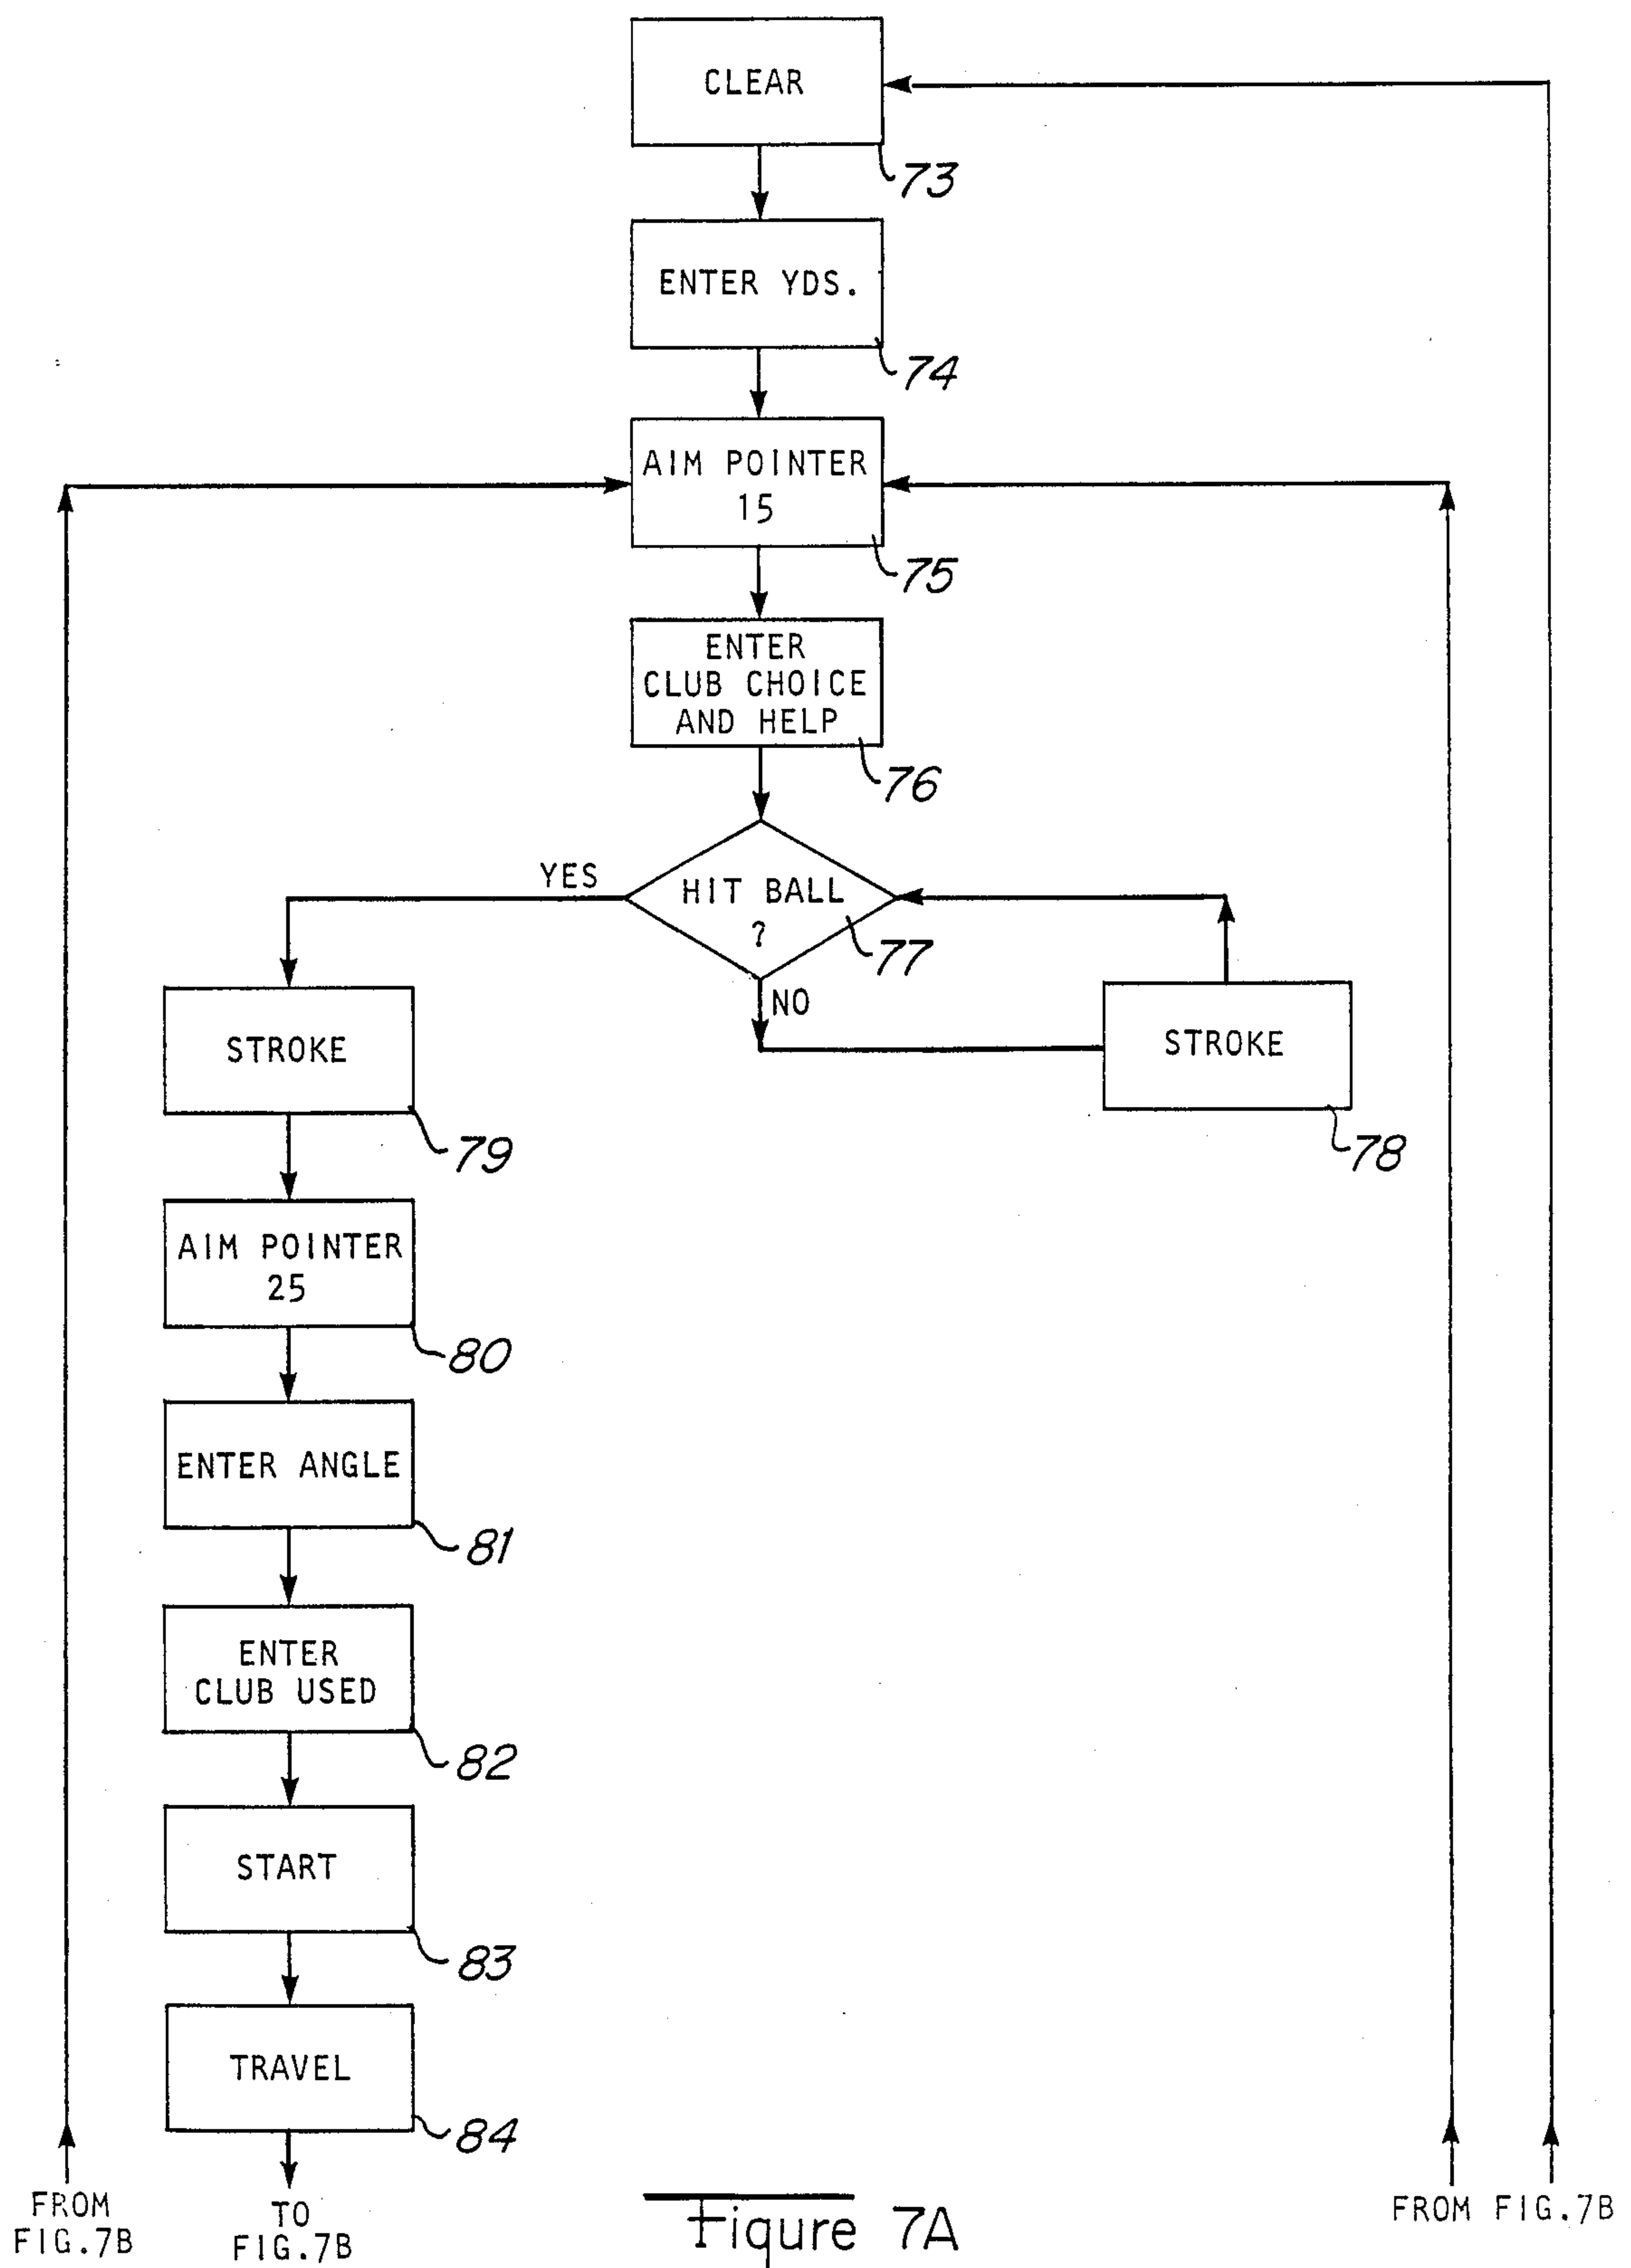 CLEAR
73
ENTER YDS.
74
AIM POINTER
15
75
ENTER
CLUB CHOICE
AND HELP
76
YES
HIT BALL
?
77
NO
STROKE
78
STROKE
79
AIM POINTER
25
80
ENTER ANGLE
81
ENTER
CLUB USED
82
START
83
TRAVEL
84
FROM
FIG.7B
TO
FIG.7B
Figure 7A
FROM FIG.7B